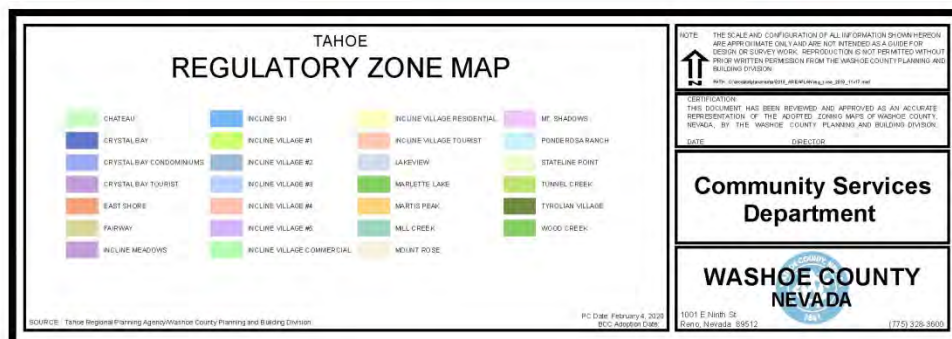 TAHOE
REGULATORY ZONE MAP
CHATEAU
CRYSTAL BAY
CRYSTAL BAY CONDOMINIUMS
CRYSTAL BAY TOURIST
EAST SHORE
FAIRWAY
INCLINE MEADOWS
INCLINE SKI
INCLINE VILLAGE #1
INCLINE VILLAGE #2
INCLINE VILLAGE #3
INCLINE VILLAGE #4
INCLINE VILLAGE #5
INCLINE VILLAGE COMMERCIAL
INCLINE VILLAGE RESIDENTIAL
INCLINE VILLAGE TOURIST
LAKEVIEW
MARLETTE LAKE
MARTIS PEAK
MILL CREEK
MOUNT ROSE
MT. SHADOWS
PONDEROSA RANCH
STATELINE POINT
TUNNEL CREEK
TYROLIAN VILLAGE
WOOD CREEK
SOURCE: Tahoe Regional Planning Agency/Washoe County Planning and Building Division
PC Date: February 4, 2020
BCC Adoption Date:
NOTE: THE SCALE AND CONFIGURATION OF ALL INFORMATION SHOWN HEREON
ARE APPROXIMATE ONLY AND ARE NOT INTENDED AS A GUIDE FOR
DESIGN OR SURVEY WORK. REPRODUCTION IS NOT PERMITTED WITHOUT
PRIOR WRITTEN PERMISSION FROM THE WASHOE COUNTY PLANNING AND
BUILDING DIVISION
CERTIFICATION:
THIS DOCUMENT HAS BEEN REVIEWED AND APPROVED AS AN ACCURATE
REPRESENTATION OF THE ADOPTED ZONING MAPS OF WASHOE COUNTY,
NEVADA, BY THE WASHOE COUNTY PLANNING AND BUILDING DIVISION.
DATE DIRECTOR
Community Services
Department
WASHOE COUNTY
NEVADA
1861
1001 E Ninth St
Reno, Nevada 89512
(775) 328-3600